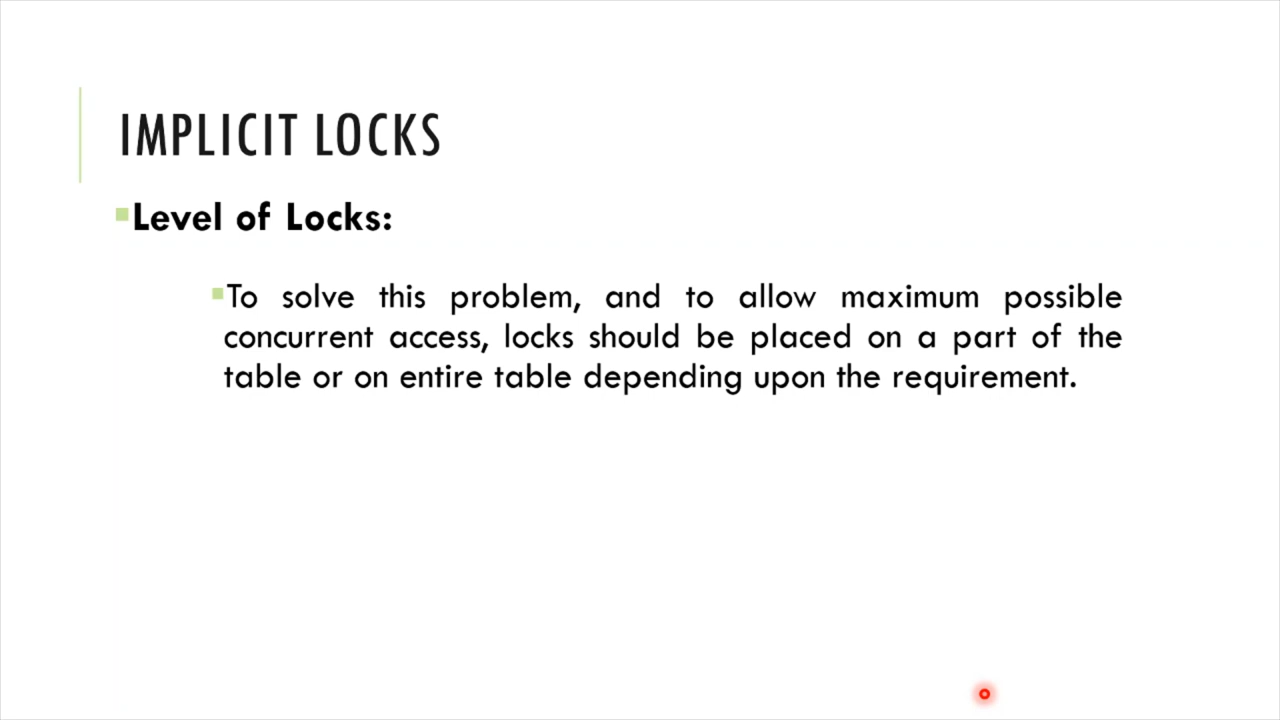 IMPLICIT LOCKS
Level of Locks:
To solve this problem, and to allow maximum possible
concurrent access, locks should be placed on a part of the
table or on entire table depending upon the requirement.